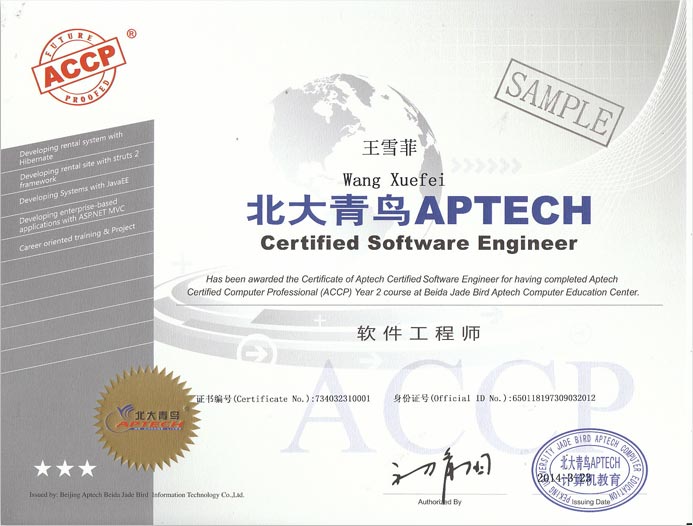 FUTURE
ACCP
PROOFED
®
SAMPLE
Developing rental system with
Hibernate
Developing rental site with struts 2
framework
Developing Systems with JavaEE
Developing enterprise-based
applications with ASP.NET MVC
Career oriented training & Project
王雪菲
Wang Xuefei
北大青鸟APTECH
Certified Software Engineer
Has been awarded the Certificate of Aptech Certified Software Engineer for having completed Aptech
Certified Computer Professional (ACCP) Year 2 course at Beida Jade Bird Aptech Computer Education Center.
软件工程师
ACCP
证书编号(Certificate No.):734032310001
身份证号(Official ID No.):650118197309032012
北大青鸟
APTECH
PEKING UNIVERSITY JADE BIRD APTECH COMPUTER EDUCATION
北大青鸟APTECH
计算机教育
2014-3-23
Authorized By
Issuing Date
Issued by: Beijing Aptech Beida Jade Bird Information Technology Co.,Ltd.